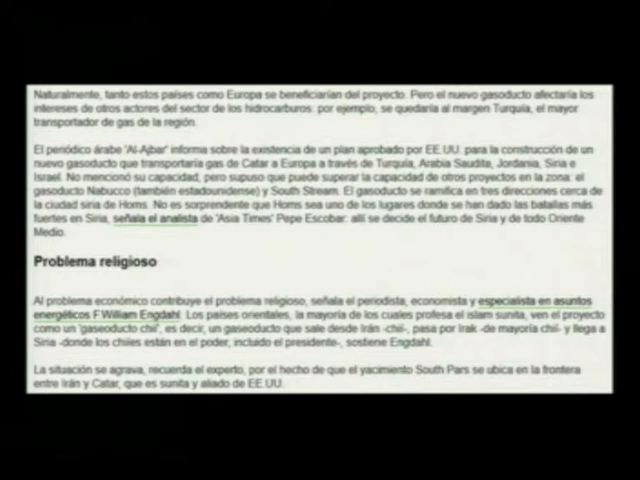 Naturalmente, tanto estos países como Europa se beneficiarían del proyecto. Pero el nuevo gasoducto afectaría los
intereses de otros actores del sector de los hidrocarburos: por ejemplo, se quedaría al margen Turquía, el mayor
transportador de gas de la región.
El periódico árabe 'Al-Ajbar' informa sobre la existencia de un plan aprobado por EE.UU. para la construcción de un
nuevo gasoducto que transportaría gas de Catar a Europa a través de Turquía, Arabia Saudita, Jordania, Siria e
Israel. No mencionó su capacidad, pero supuso que puede superar la capacidad de otros proyectos en la zona: el
gasoducto Nabucco (también estadounidense) y South Stream. El gasoducto se ramifica en tres direcciones cerca de
la ciudad siria de Homs. No es sorprendente que Homs sea uno de los lugares donde se han dado las batallas más
fuertes en Siria, señala el analista de 'Asia Times' Pepe Escobar: allí se decide el futuro de Siria y de todo Oriente
Medio.
Problema religioso
Al problema económico contribuye el problema religioso, señala el periodista, economista y especialista en asuntos
energéticos F.William Engdahl. Los países orientales, la mayoría de los cuales profesa el islam sunita, ven el proyecto
como un 'gaseoducto chií', es decir, un gaseoducto que sale desde Irán -chií-, pasa por Irak -de mayoría chií- y llega a
Siria -donde los chiíes están en el poder, incluido el presidente-, sostiene Engdahl.
La situación se agrava, recuerda el experto, por el hecho de que el yacimiento South Pars se ubica en la frontera
entre Irán y Catar, que es sunita y aliado de EE.UU.